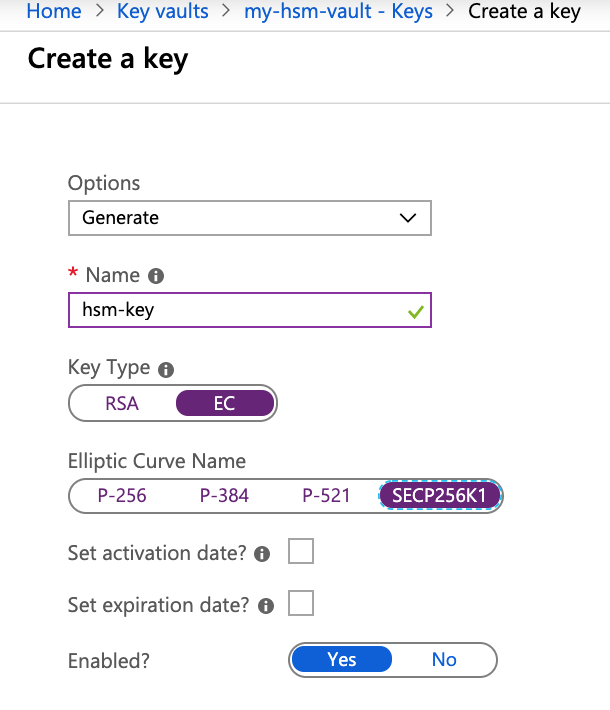 Home > Key vaults > my-hsm-vault - Keys > Create a key
Create a key
Options
Generate
* Name
hsm-key
Key Type
RSA EC
Elliptic Curve Name
P-256 P-384 P-521 SECP256K1
Set activation date?
Set expiration date?
Enabled? Yes No